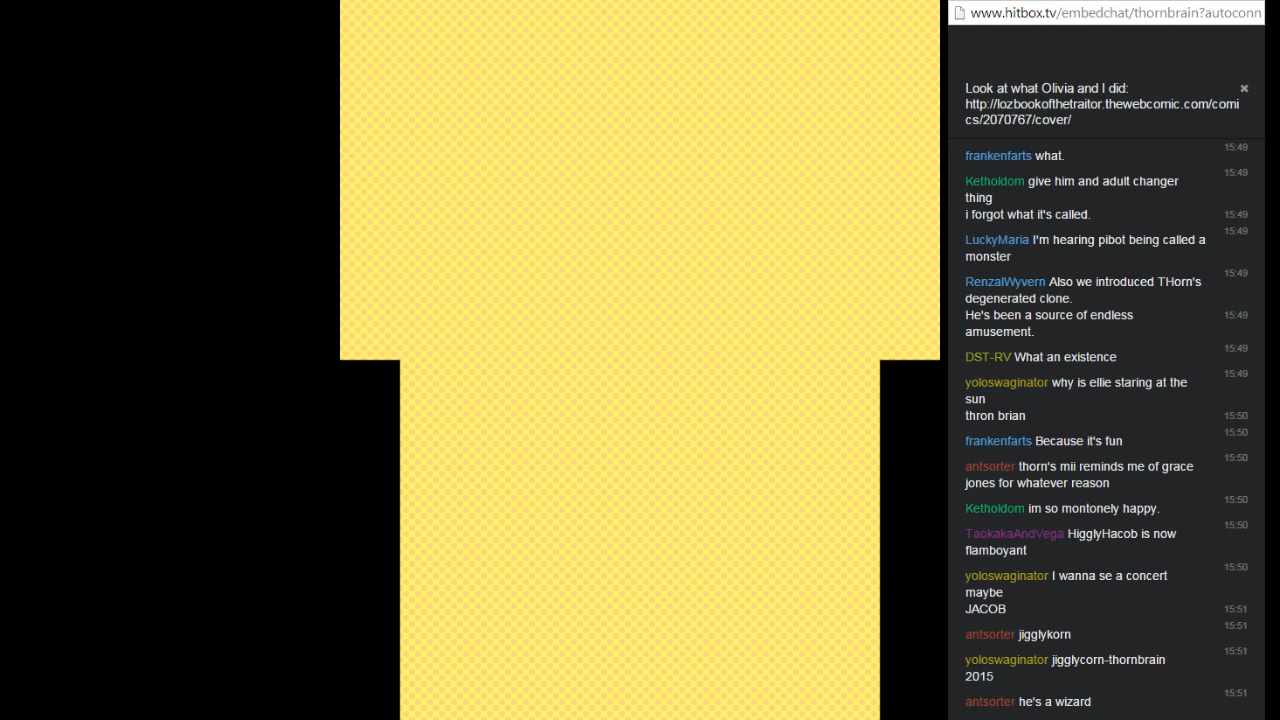 www.hitbox.tv/embedchat/thornbrain?autoconn
Look at what Olivia and I did:
http://lozbookofthetraitor.thewebcomic.com/comi
cs/2070767/cover/
15:49
frankenfarts what.
15:49
Ketholdom give him and adult changer
thing
i forgot what it's called. 15:49
15:49
LuckyMaria I'm hearing pibot being called a
monster
15:49
RenzalWyvern Also we introduced THorn's
degenerated clone.
He's been a source of endless 15:49
amusement.
15:49
DST-RV What an existence
15:49
yoloswaginator why is ellie staring at the
sun
thron brian 15:50
15:50
frankenfarts Because it's fun
15:50
antsorter thorn's mii reminds me of grace
jones for whatever reason
15:50
Ketholdom im so montonely happy.
15:50
TaokakaAndVega HigglyHacob is now
flamboyant
15:50
yoloswaginator I wanna se a concert
maybe
JACOB 15:51
15:51
antsorter jigglykorn
15:51
yoloswaginator jigglycorn-thornbrain
2015
15:51
antsorter he's a wizard